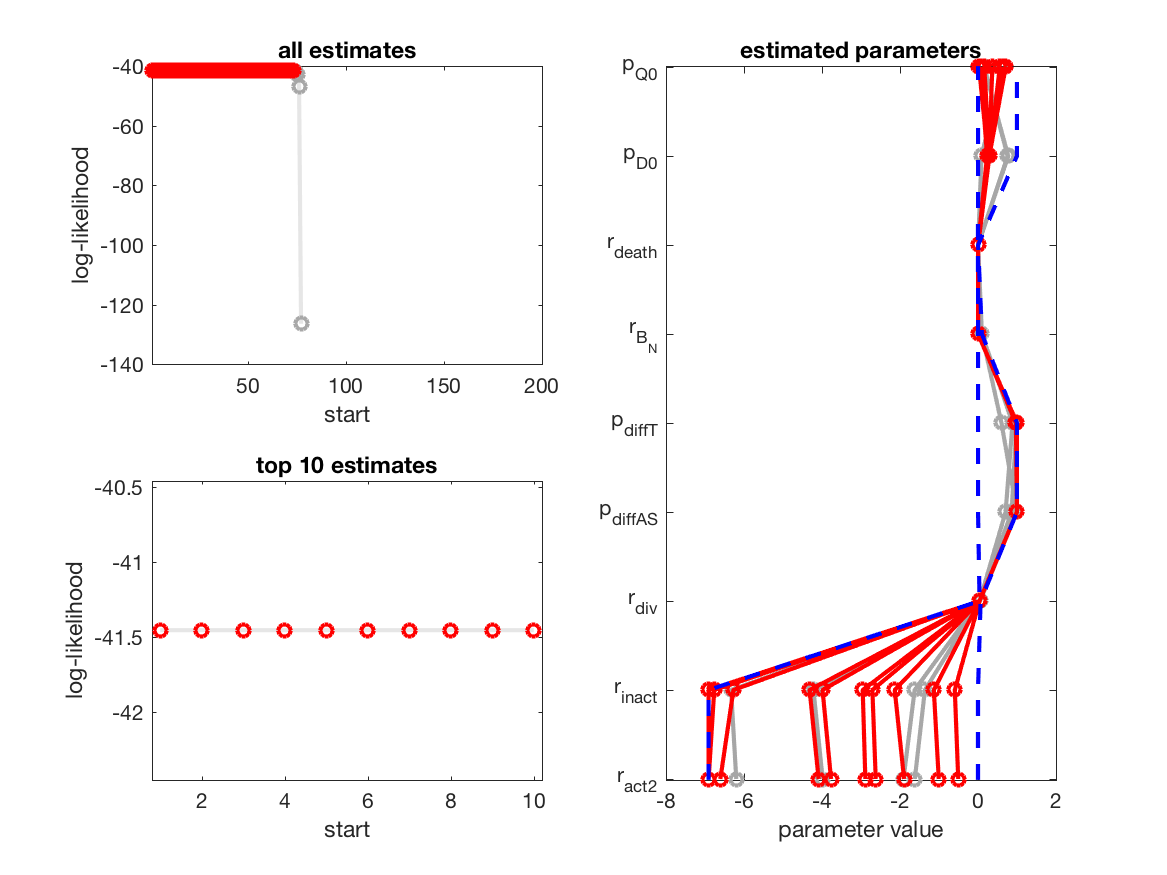 all estimates
-40
-60
-80
-100
-120
-140
log-likelihood
50
100
150
200
start
top 10 estimates
-40.5
-41
-41.5
-42
log-likelihood
2
4
6
8
10
start
estimated parameters
p_Q0
p_D0
r_death
r_B_N
p_diffT
p_diffAS
r_div
r_inact
r_act2
-8
-6
-4
-2
0
2
parameter value